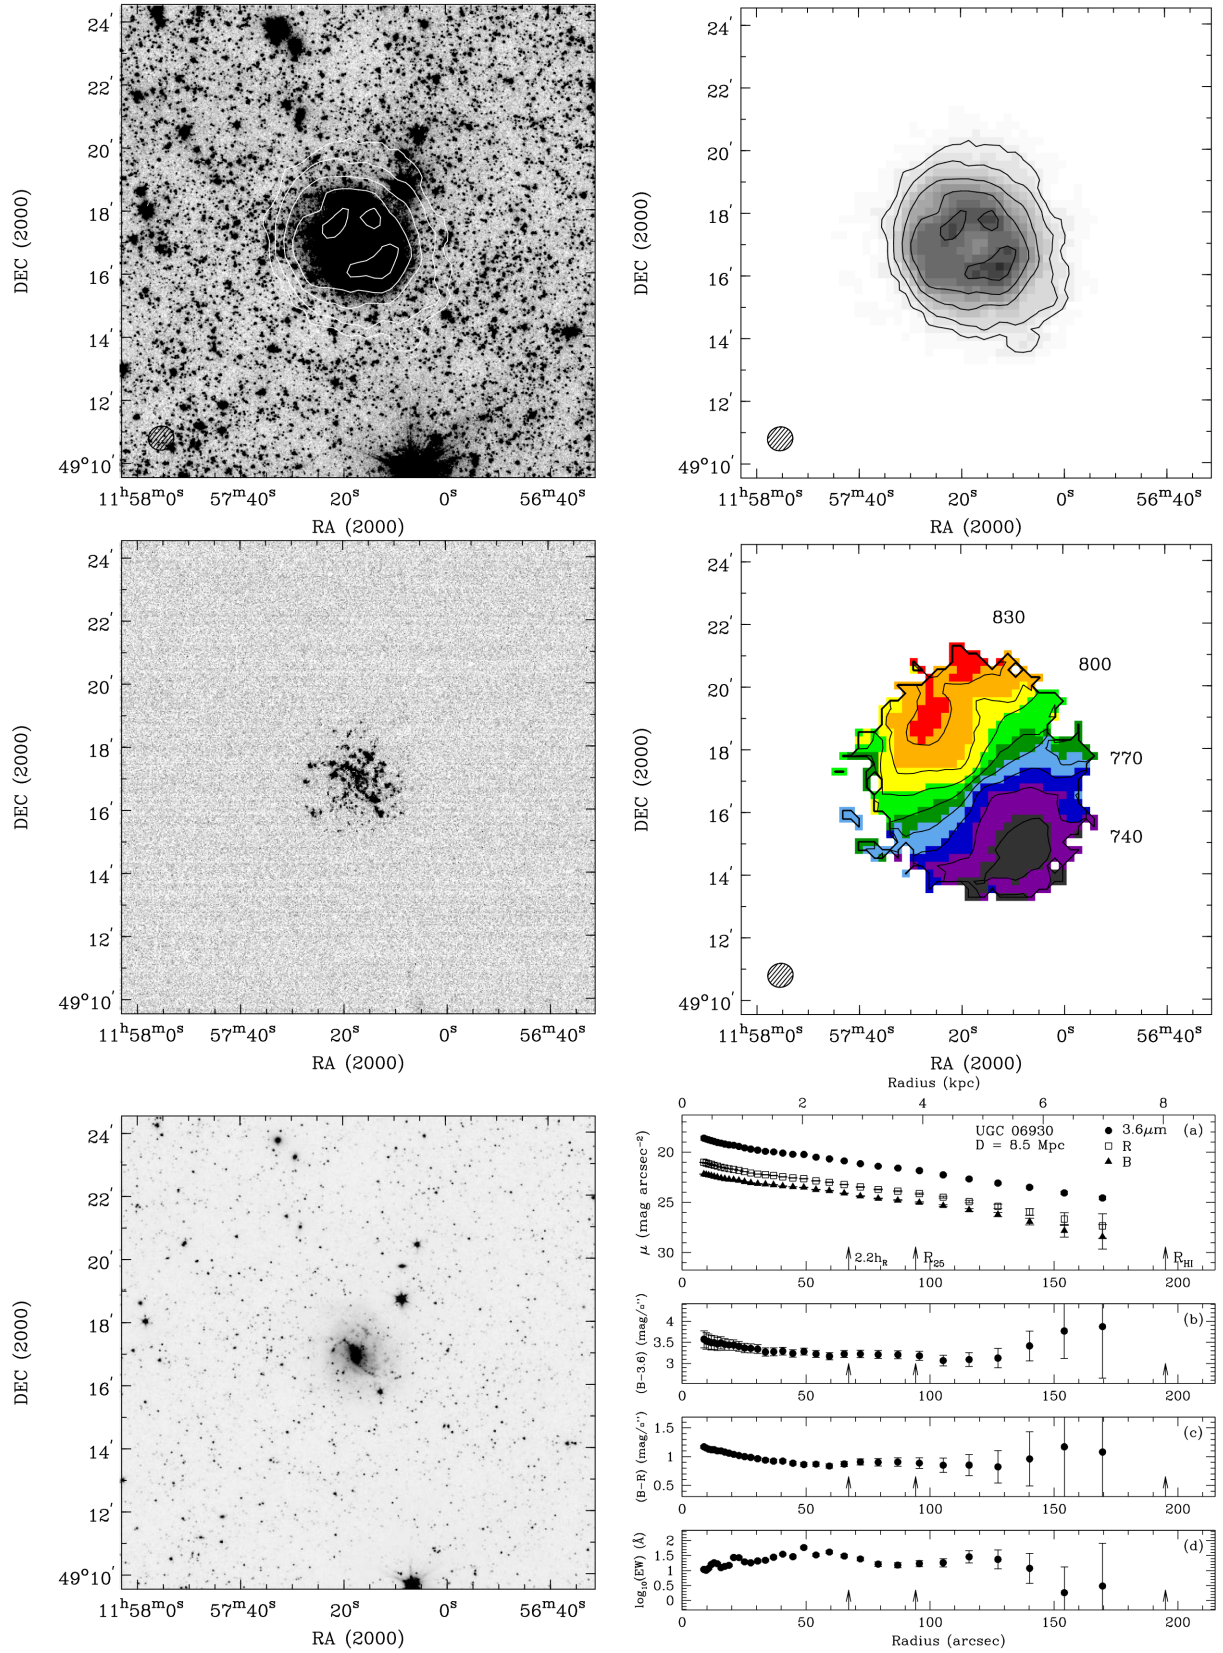 24′ 22′ 20′ 18′ 16′ 14′ 12′ 49°10′
DEC (2000)
11ʰ58ᵐ0ˢ 57ᵐ40ˢ 20ˢ 0ˢ 56ᵐ40ˢ
RA (2000)
24′ 22′ 20′ 18′ 16′ 14′ 12′ 49°10′
DEC (2000)
11ʰ58ᵐ0ˢ 57ᵐ40ˢ 20ˢ 0ˢ 56ᵐ40ˢ
RA (2000)
24′ 22′ 20′ 18′ 16′ 14′ 12′ 49°10′
DEC (2000)
11ʰ58ᵐ0ˢ 57ᵐ40ˢ 20ˢ 0ˢ 56ᵐ40ˢ
RA (2000)
24′ 22′ 20′ 18′ 16′ 14′ 12′ 49°10′
DEC (2000)
830
800
770
740
11ʰ58ᵐ0ˢ 57ᵐ40ˢ 20ˢ 0ˢ 56ᵐ40ˢ
RA (2000)
24′ 22′ 20′ 18′ 16′ 14′ 12′ 49°10′
DEC (2000)
11ʰ58ᵐ0ˢ 57ᵐ40ˢ 20ˢ 0ˢ 56ᵐ40ˢ
RA (2000)
Radius (kpc)
0 2 4 6 8
UGC 06930
D = 8.5 Mpc
3.6μm
R
B
(a)
20 25 30
μ (mag arcsec⁻²)
2.2h_R
R₂₅
R_HI
0 50 100 150 200
(b)
4 3.5 3
(B−3.6) (mag/□″)
0 50 100 150 200
(c)
1.5 1 0.5
(B−R) (mag/□″)
0 50 100 150 200
(d)
2 1.5 1 0.5 0
log₁₀(EW) (Å)
0 50 100 150 200
Radius (arcsec)